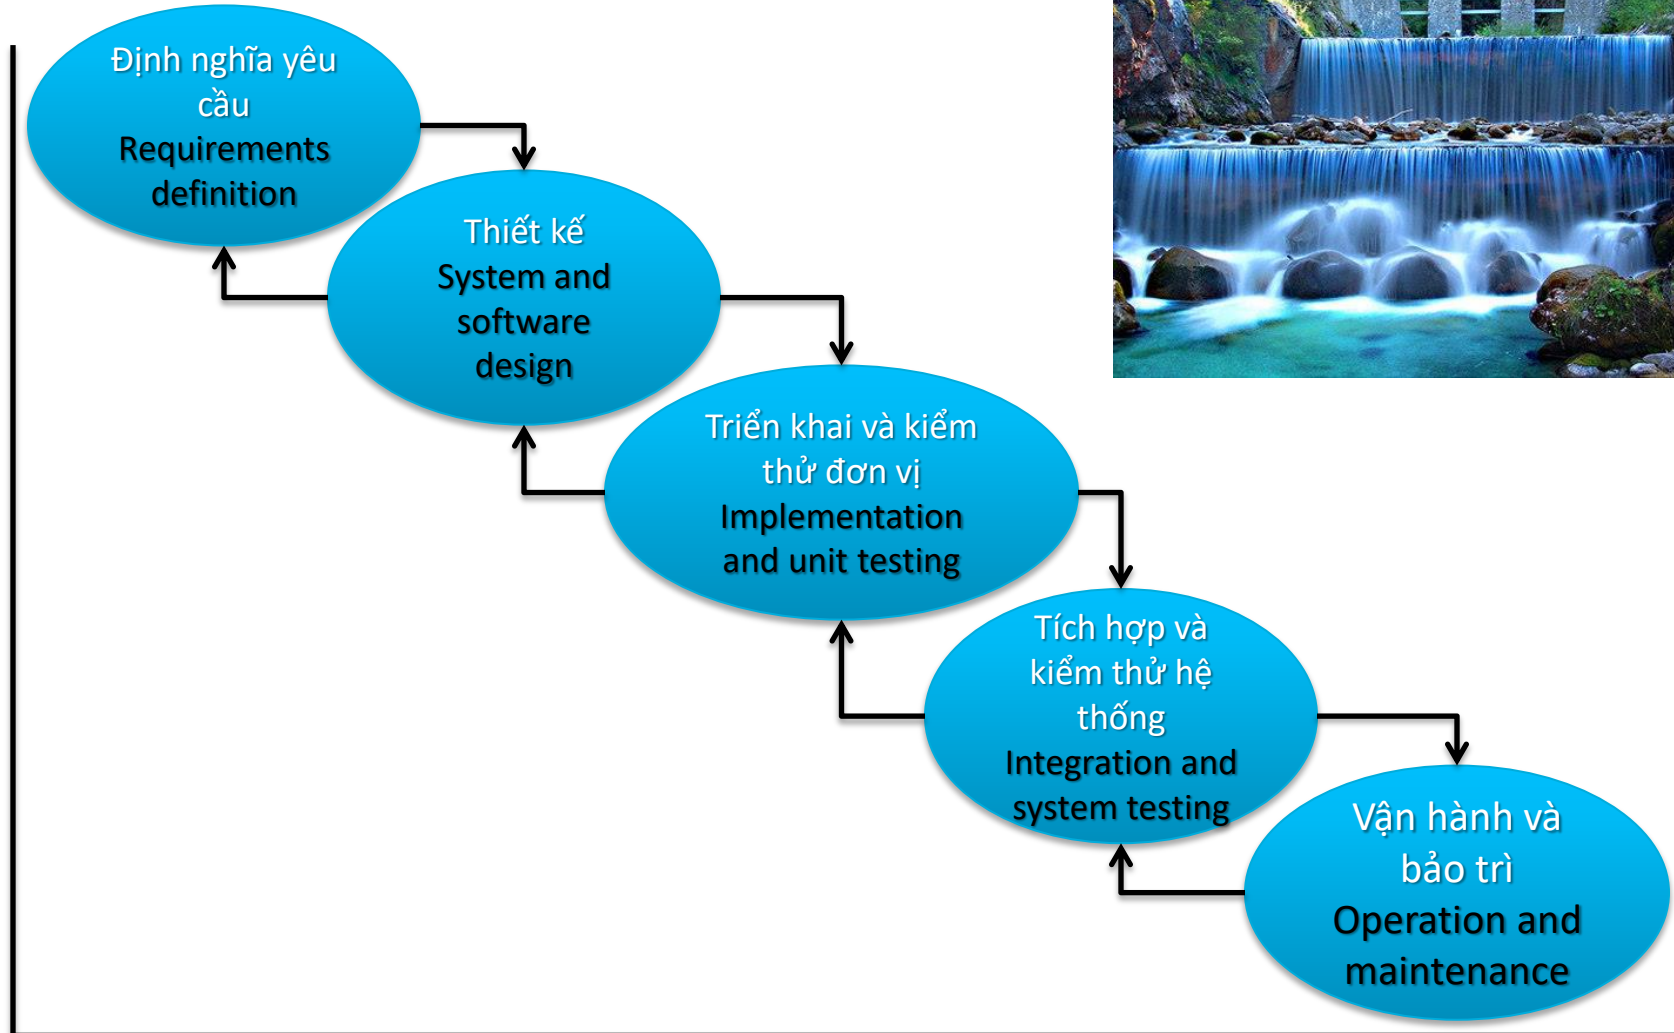 Định nghĩa yêu
cầu
Requirements
definition
Thiết kế
System and
software
design
Triển khai và kiểm
thử đơn vị
Implementation
and unit testing
Tích hợp và
kiểm thử hệ
thống
Integration and
system testing
Vận hành và
bảo trì
Operation and
maintenance